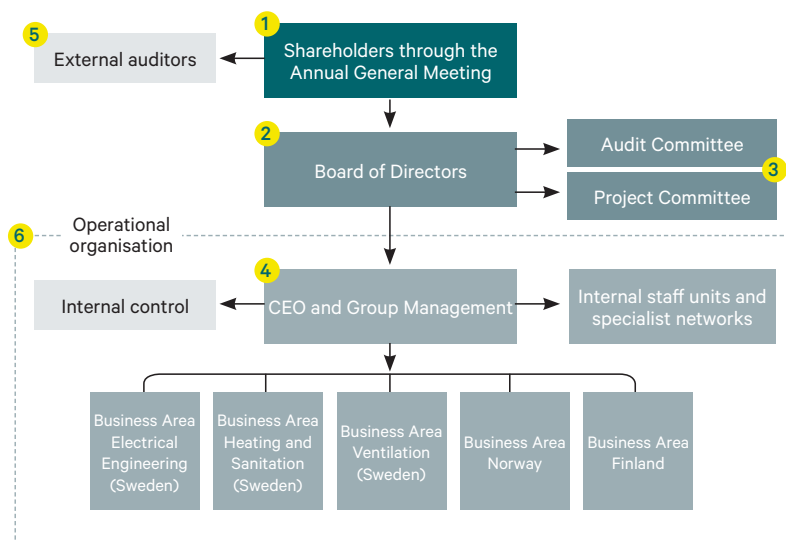 5
External auditors
1
Shareholders through the
Annual General Meeting
2
Board of Directors
Audit Committee
3
Project Committee
6
Operational
organisation
Internal control
4
CEO and Group Management
Internal staff units and
specialist networks
Business Area
Electrical
Engineering
(Sweden)
Business Area
Heating and
Sanitation
(Sweden)
Business Area
Ventilation
(Sweden)
Business Area
Norway
Business Area
Finland